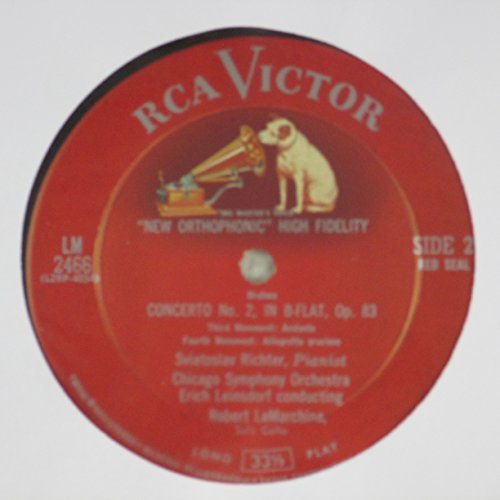 RCA VICTOR
"HIS MASTER'S VOICE"
"NEW ORTHOPHONIC" HIGH FIDELITY
LM
2466
SIDE 2
RED SEAL
Brahms
CONCERTO No. 2, IN B-FLAT, Op. 83
Third Movement: Andante
Fourth Movement: Allegretto grazioso
Sviatoslav Richter, Pianist
Chicago Symphony Orchestra
Erich Leinsdorf conducting
Robert LaMarchina,
Solo Cello
LONG 33⅓ PLAY